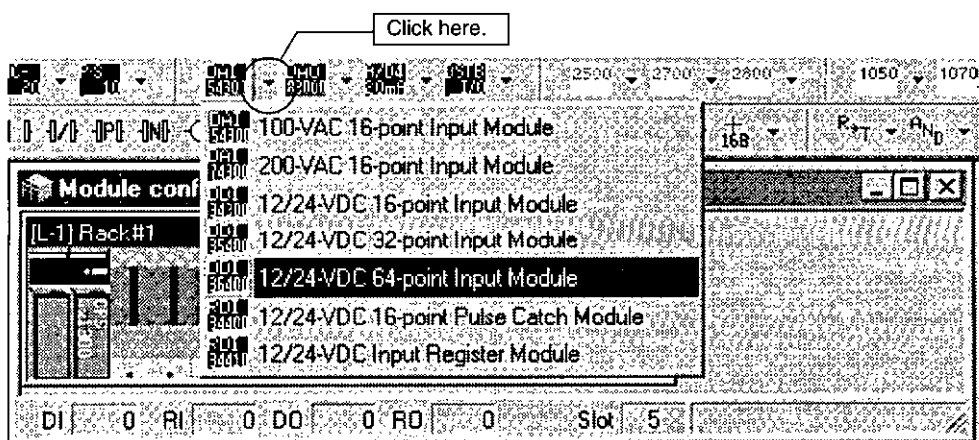 Click here.
2500 2700 2800 1050 1070
100-VAC 16-point Input Module
168
200-VAC 16-point Input Module
Module conf
12/24-VDC 16-point Input Module
[L-1] Rack#1
12/24-VDC 32-point Input Module
12/24-VDC 64-point Input Module
12/24-VDC 16-point Pulse Catch Module
12/24-VDC Input Register Module
DI 0 RI 0 DO 0 RO 0 Slot 5